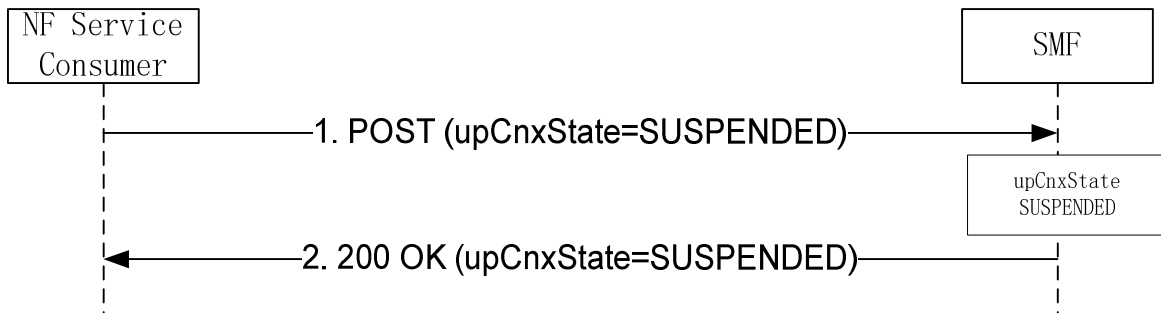 NF Service
Consumer
SMF
1. POST (upCnxState=SUSPENDED)
upCnxState
SUSPENDED
2. 200 OK (upCnxState=SUSPENDED)